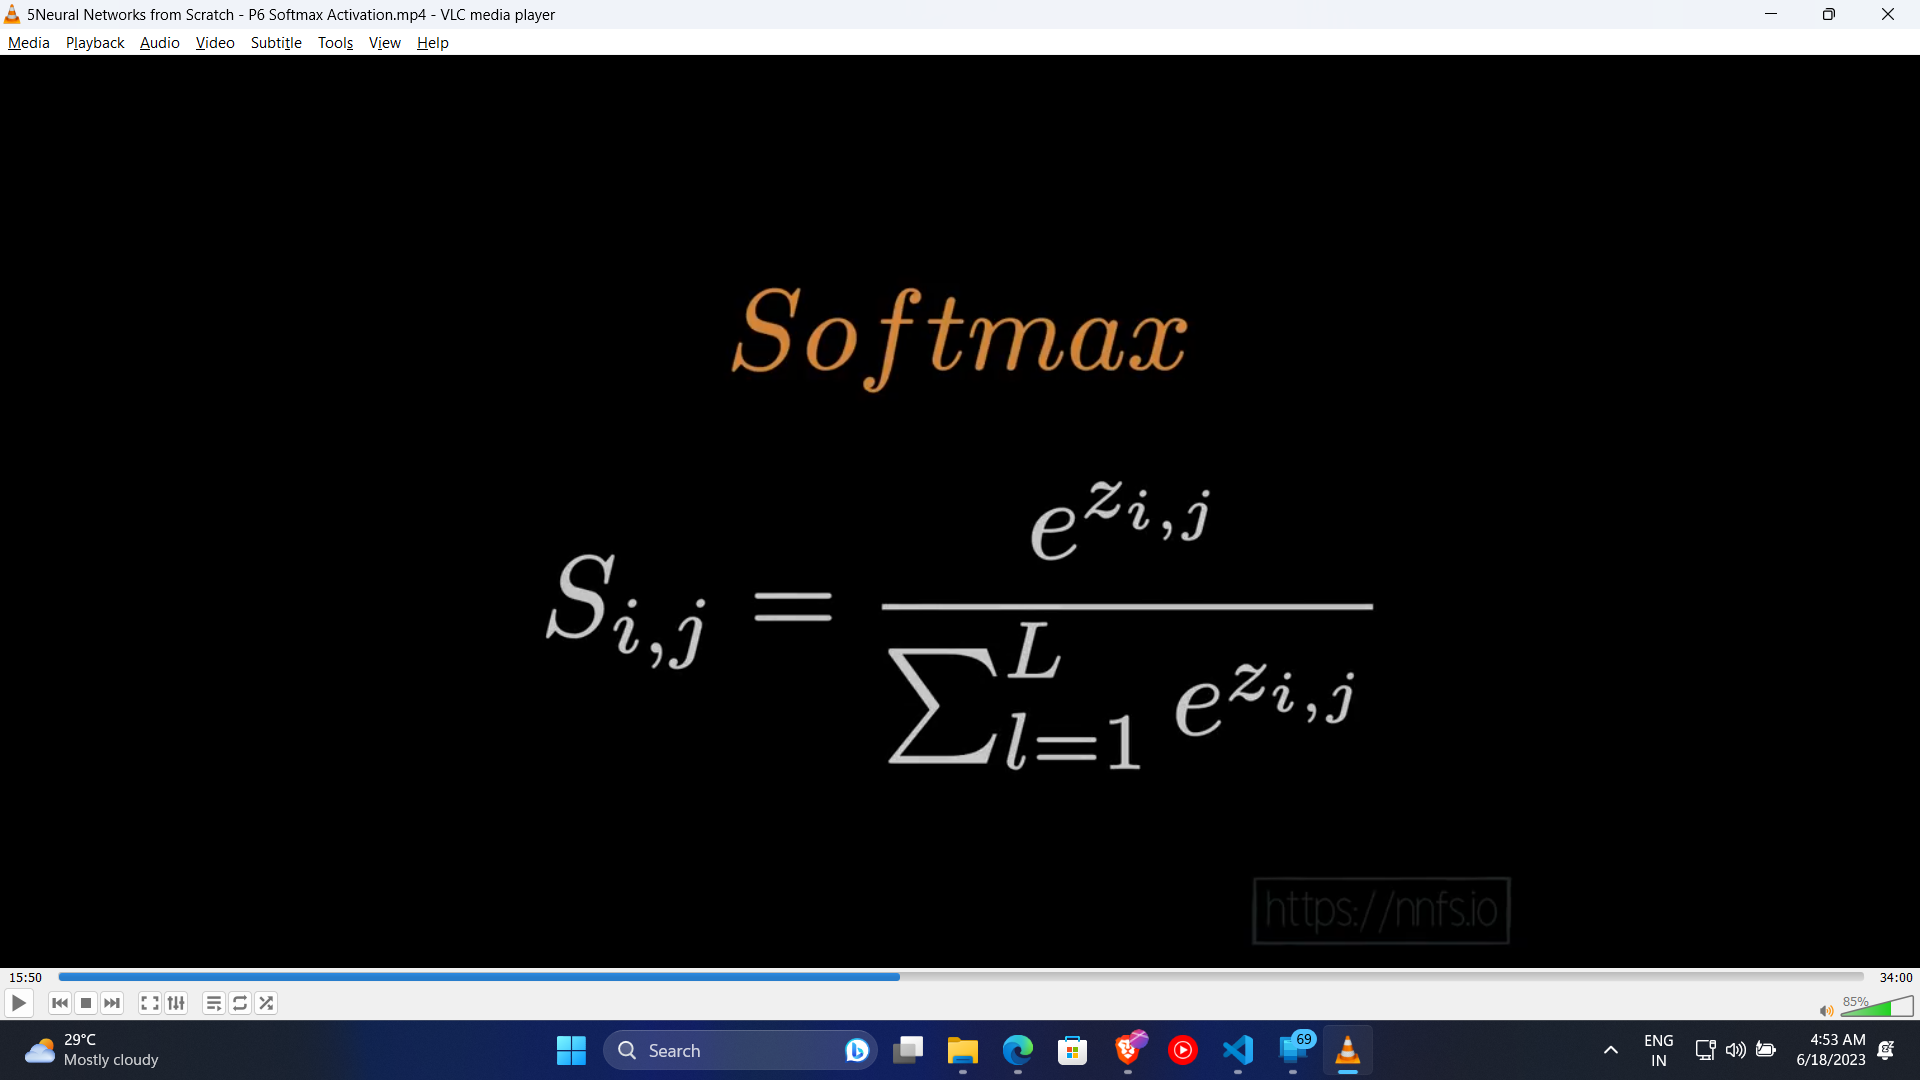 5Neural Networks from Scratch - P6 Softmax Activation.mp4 - VLC media player
Media Playback Audio Video Subtitle Tools View Help
Softmax
S_{i,j} = \frac{e^{z_{i,j}}}{\sum_{l=1}^{L} e^{z_{i,j}}}
https://nnfs.io
15:50 34:00
85%
29°C
Mostly cloudy
Search
69
ENG
IN
4:53 AM
6/18/2023